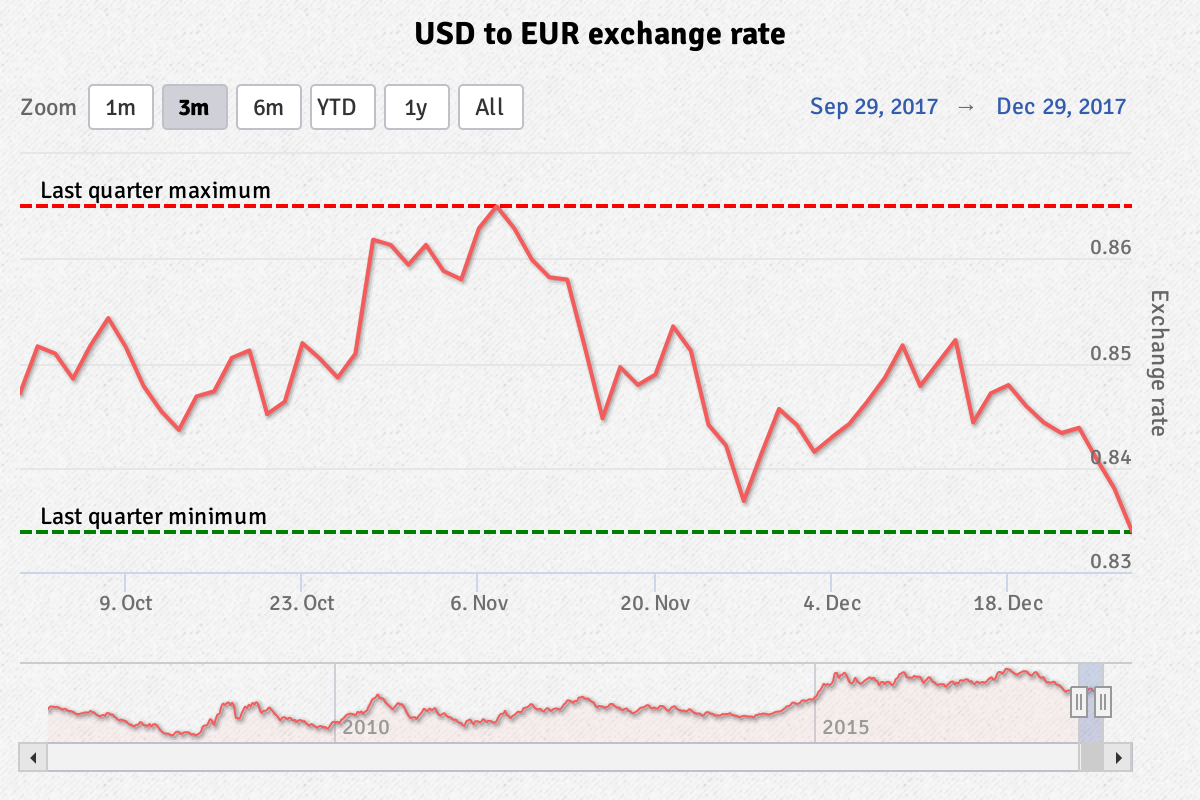 USD to EUR exchange rate
Zoom 1m 3m 6m YTD 1y All Sep 29, 2017 → Dec 29, 2017
Last quarter maximum
0.86
0.85
Exchange rate
0.84
Last quarter minimum
0.83
9. Oct 23. Oct 6. Nov 20. Nov 4. Dec 18. Dec
2010 2015